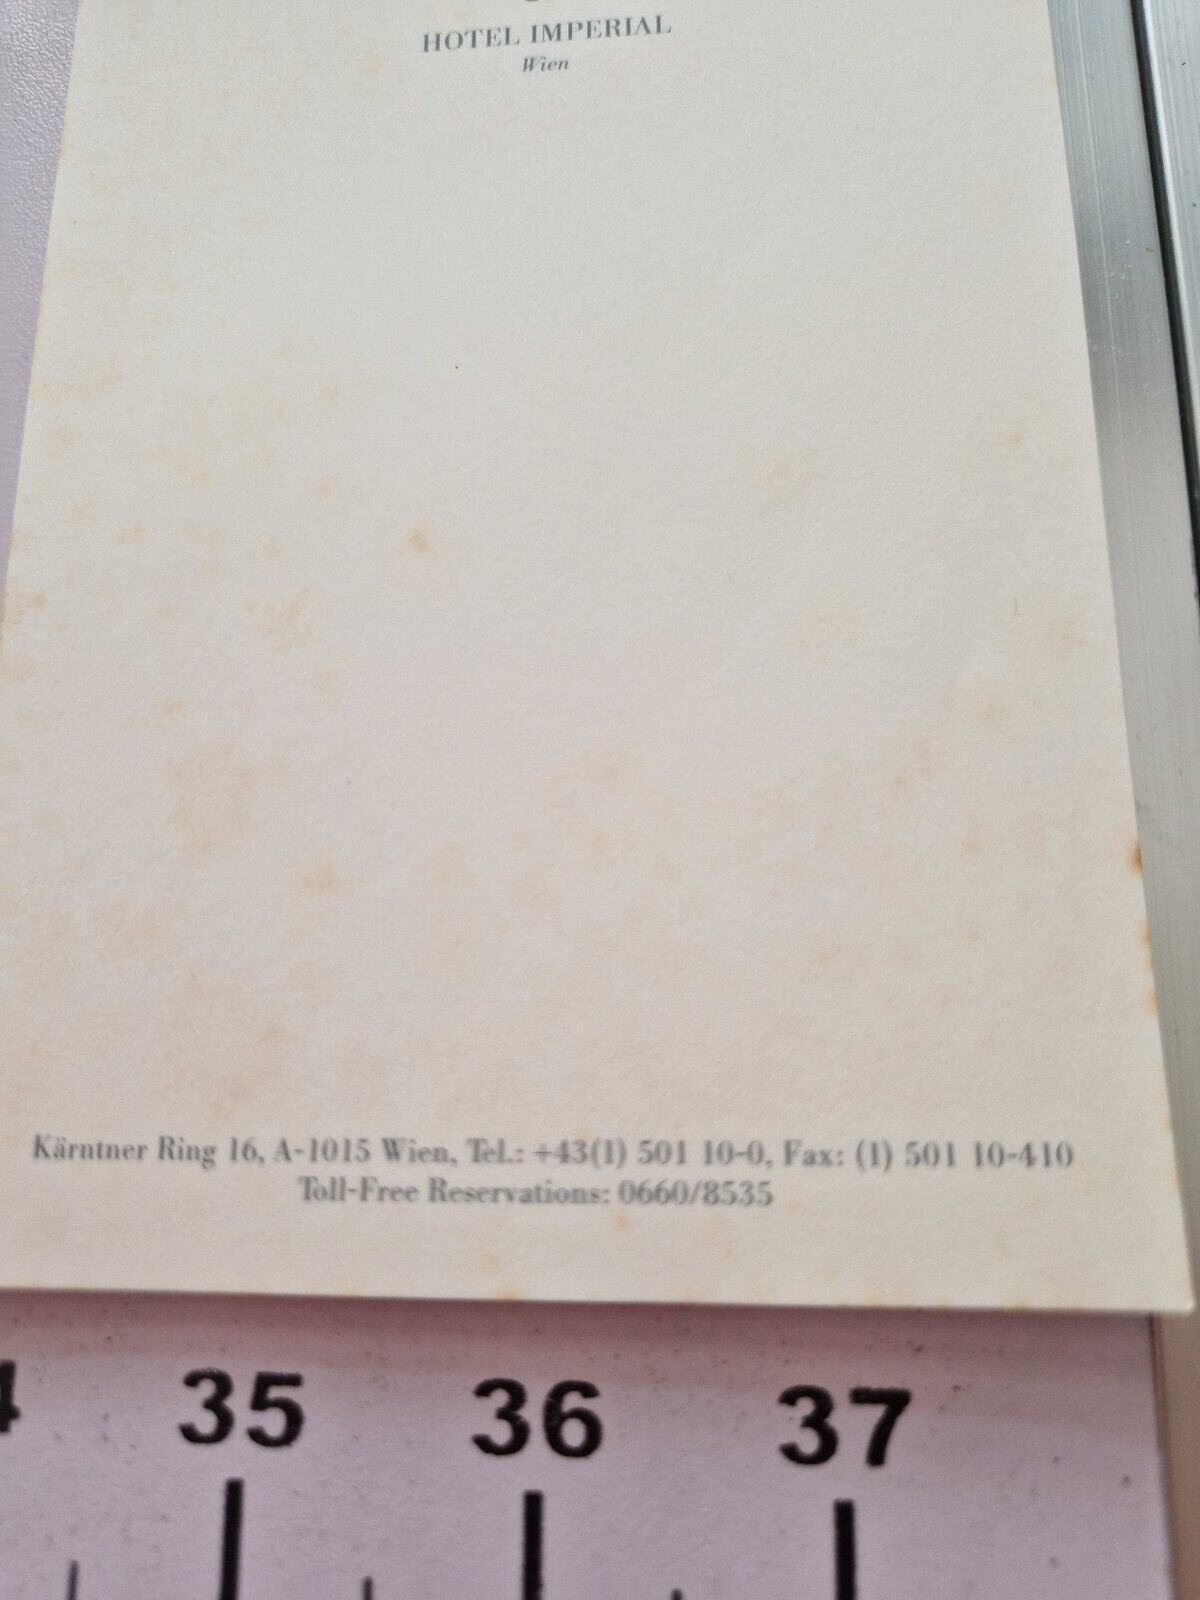 HOTEL IMPERIAL
Wien
Kärntner Ring 16, A-1015 Wien, Tel.: +43(1) 501 10-0, Fax: (1) 501 10-410
Toll-Free Reservations: 0660/8535
4 35 36 37